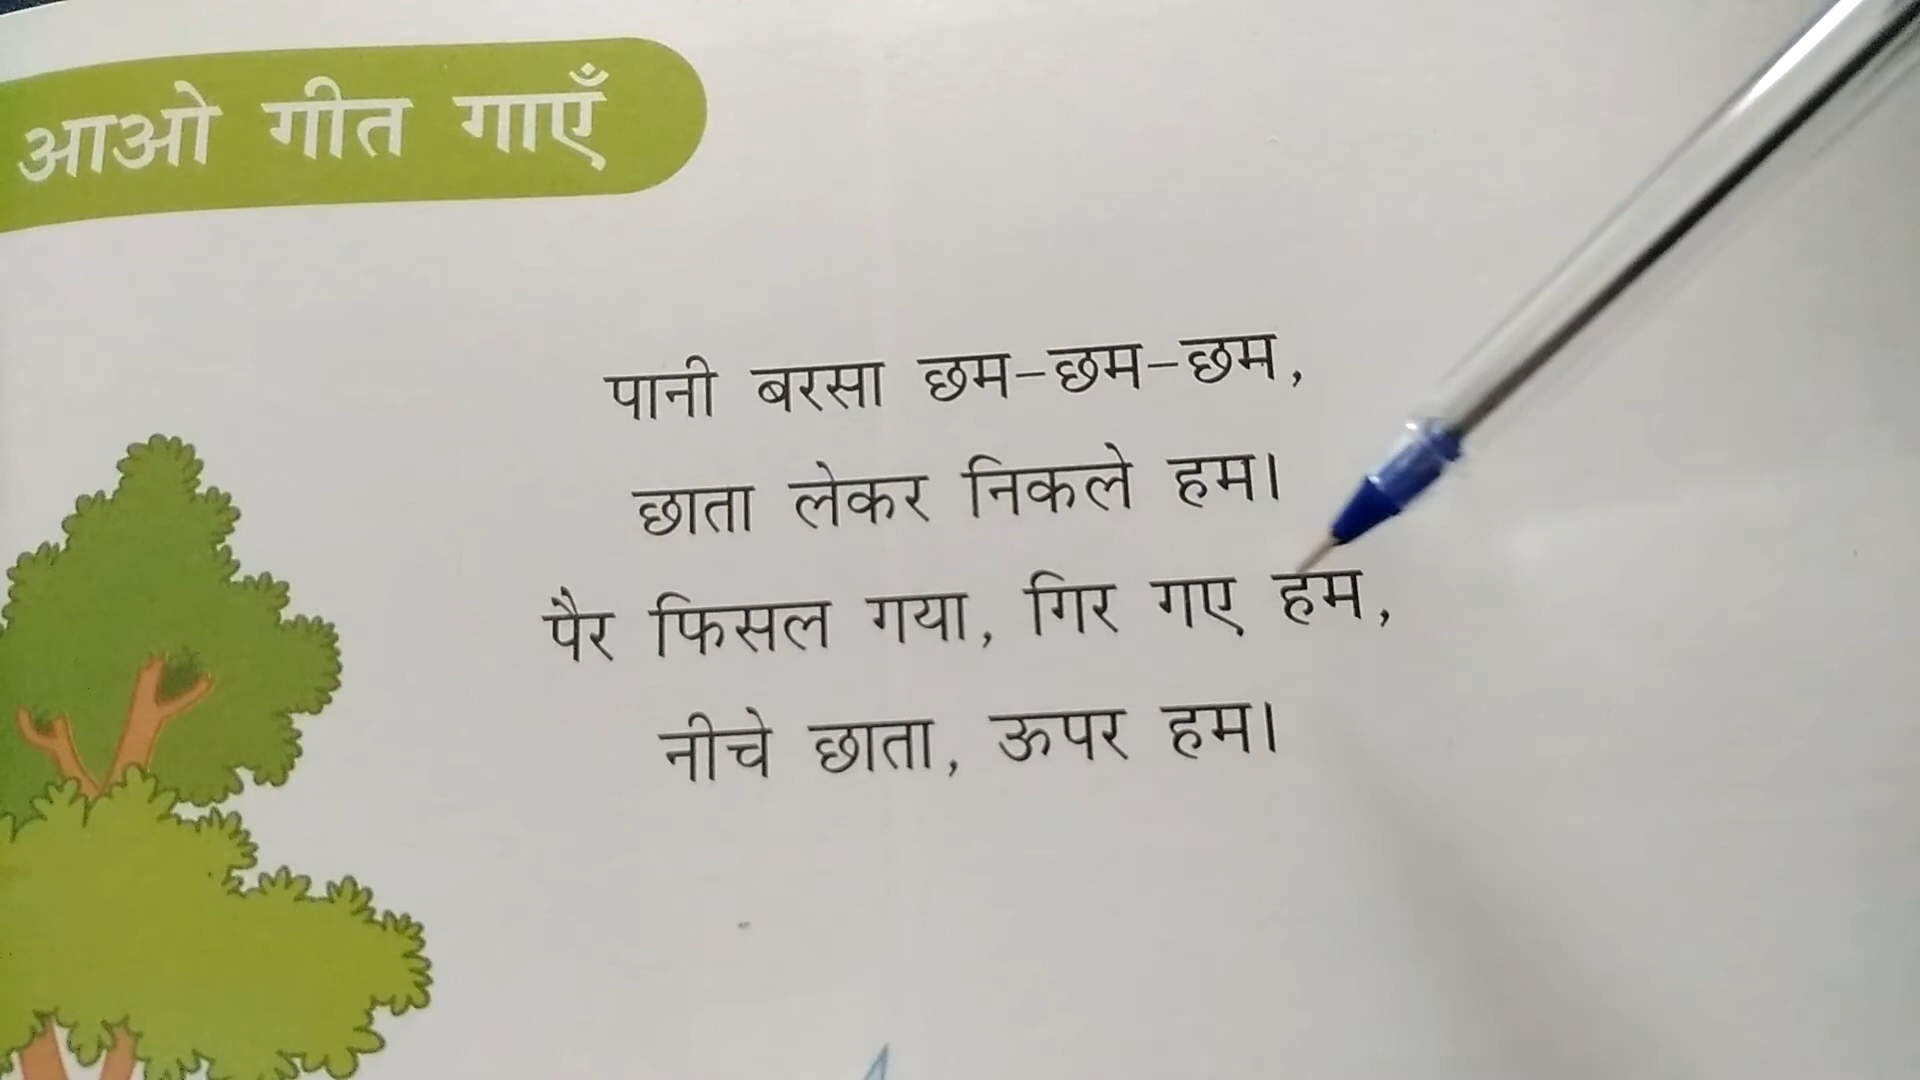 आओ गीत गाएँ
पानी बरसा छम-छम-छम,
छाता लेकर निकले हम।
पैर फिसल गया, गिर गए हम,
नीचे छाता, ऊपर हम।